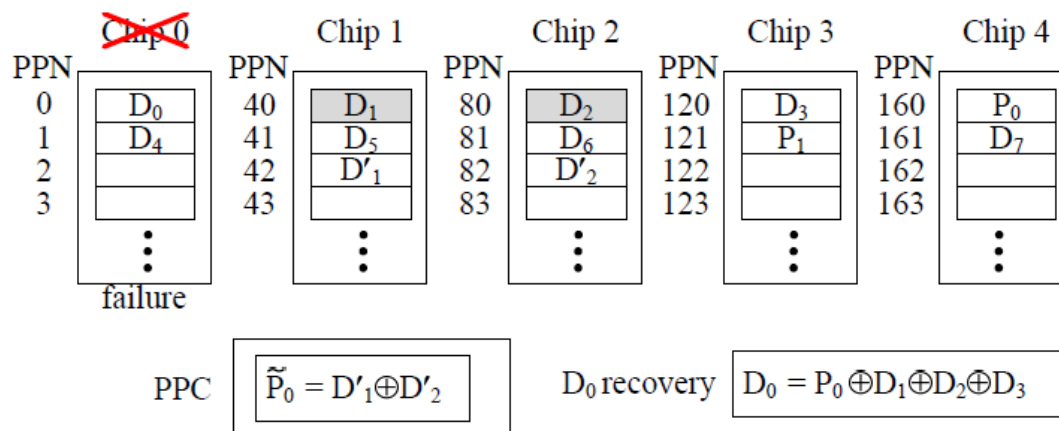 Chip 0 Chip 1 Chip 2 Chip 3 Chip 4
PPN PPN PPN PPN PPN
0 D₀ 40 D₁ 80 D₂ 120 D₃ 160 P₀
1 D₄ 41 D₅ 81 D₆ 121 P₁ 161 D₇
2 42 D′₁ 82 D′₂ 122 162
3 43 83 123 163
failure
PPC P̃₀ = D′₁⊕D′₂ D₀ recovery D₀ = P₀⊕D₁⊕D₂⊕D₃